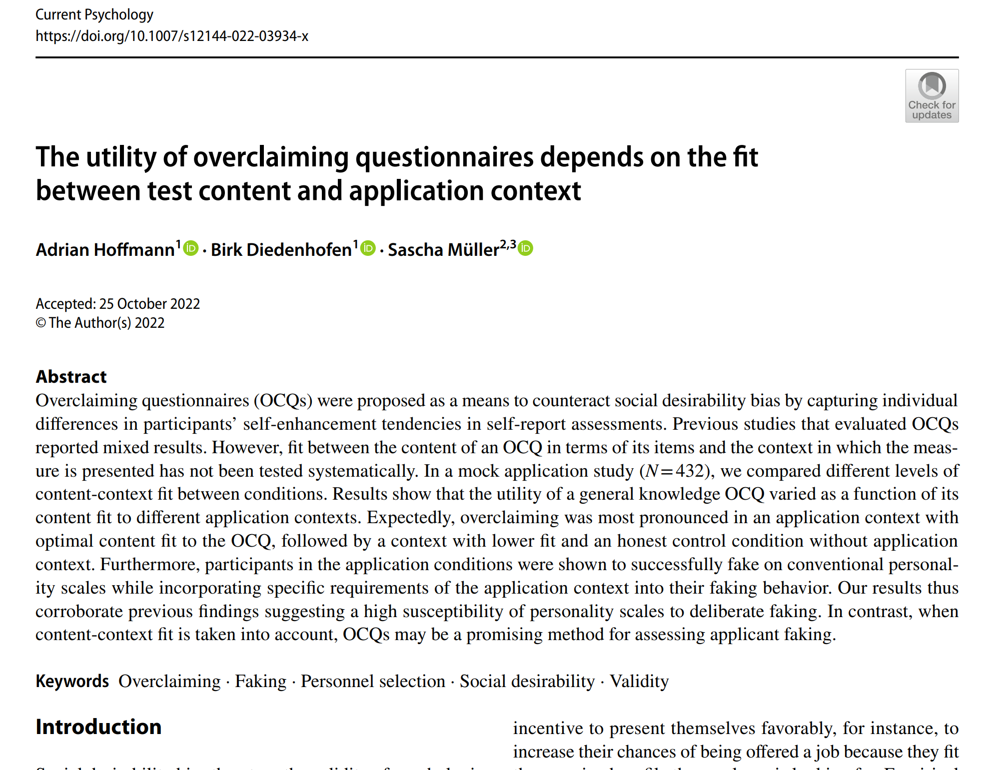 Current Psychology
https://doi.org/10.1007/s12144-022-03934-x
Check for
updates
The utility of overclaiming questionnaires depends on the fit
between test content and application context
Adrian Hoffmann1 iD · Birk Diedenhofen1 iD · Sascha Müller2,3 iD
Accepted: 25 October 2022
© The Author(s) 2022
Abstract
Overclaiming questionnaires (OCQs) were proposed as a means to counteract social desirability bias by capturing individual
differences in participants' self-enhancement tendencies in self-report assessments. Previous studies that evaluated OCQs
reported mixed results. However, fit between the content of an OCQ in terms of its items and the context in which the meas-
ure is presented has not been tested systematically. In a mock application study (N=432), we compared different levels of
content-context fit between conditions. Results show that the utility of a general knowledge OCQ varied as a function of its
content fit to different application contexts. Expectedly, overclaiming was most pronounced in an application context with
optimal content fit to the OCQ, followed by a context with lower fit and an honest control condition without application
context. Furthermore, participants in the application conditions were shown to successfully fake on conventional personal-
ity scales while incorporating specific requirements of the application context into their faking behavior. Our results thus
corroborate previous findings suggesting a high susceptibility of personality scales to deliberate faking. In contrast, when
content-context fit is taken into account, OCQs may be a promising method for assessing applicant faking.
Keywords Overclaiming · Faking · Personnel selection · Social desirability · Validity
Introduction
incentive to present themselves favorably, for instance, to
increase their chances of being offered a job because they fit